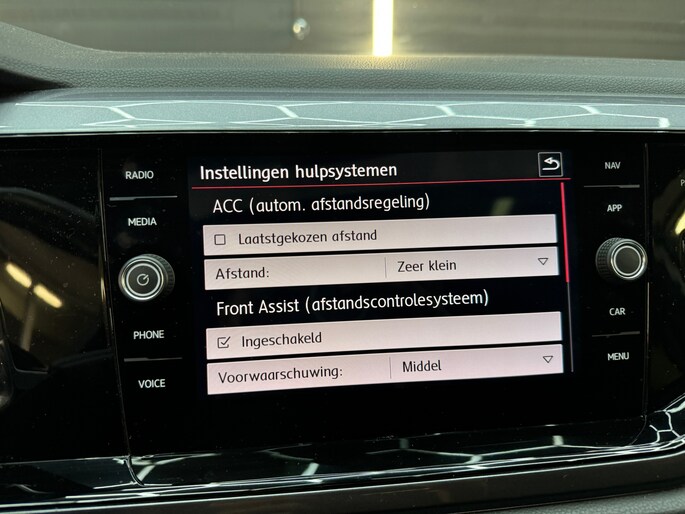 Instellingen hulpsystemen
ACC (autom. afstandsregeling)
Laatstgekozen afstand
Afstand: Zeer klein
Front Assist (afstandscontrolesysteem)
Ingeschakeld
Voorwaarschuwing: Middel
RADIO
MEDIA
PHONE
VOICE
NAV
APP
CAR
MENU